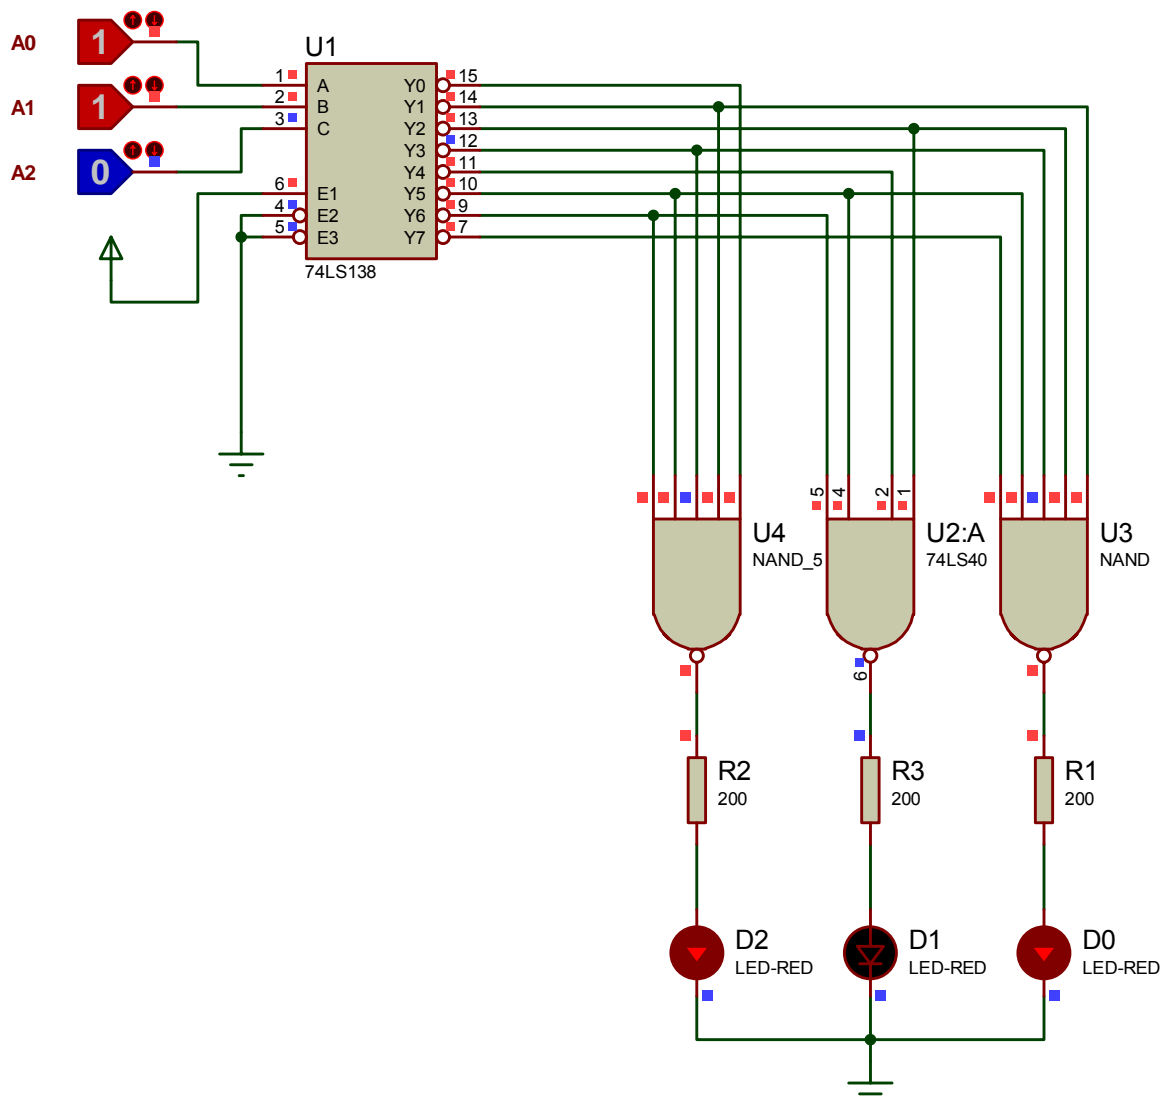 A0 1
A1 1
A2 0
U1
1 A Y0 15
2 B Y1 14
3 C Y2 13
Y3 12
Y4 11
6 E1 Y5 10
4 E2 Y6 9
5 E3 Y7 7
74LS138
5 4 2 1
U4 U2:A U3
NAND_5 74LS40 NAND
6
R2 R3 R1
200 200 200
D2 D1 D0
LED-RED LED-RED LED-RED